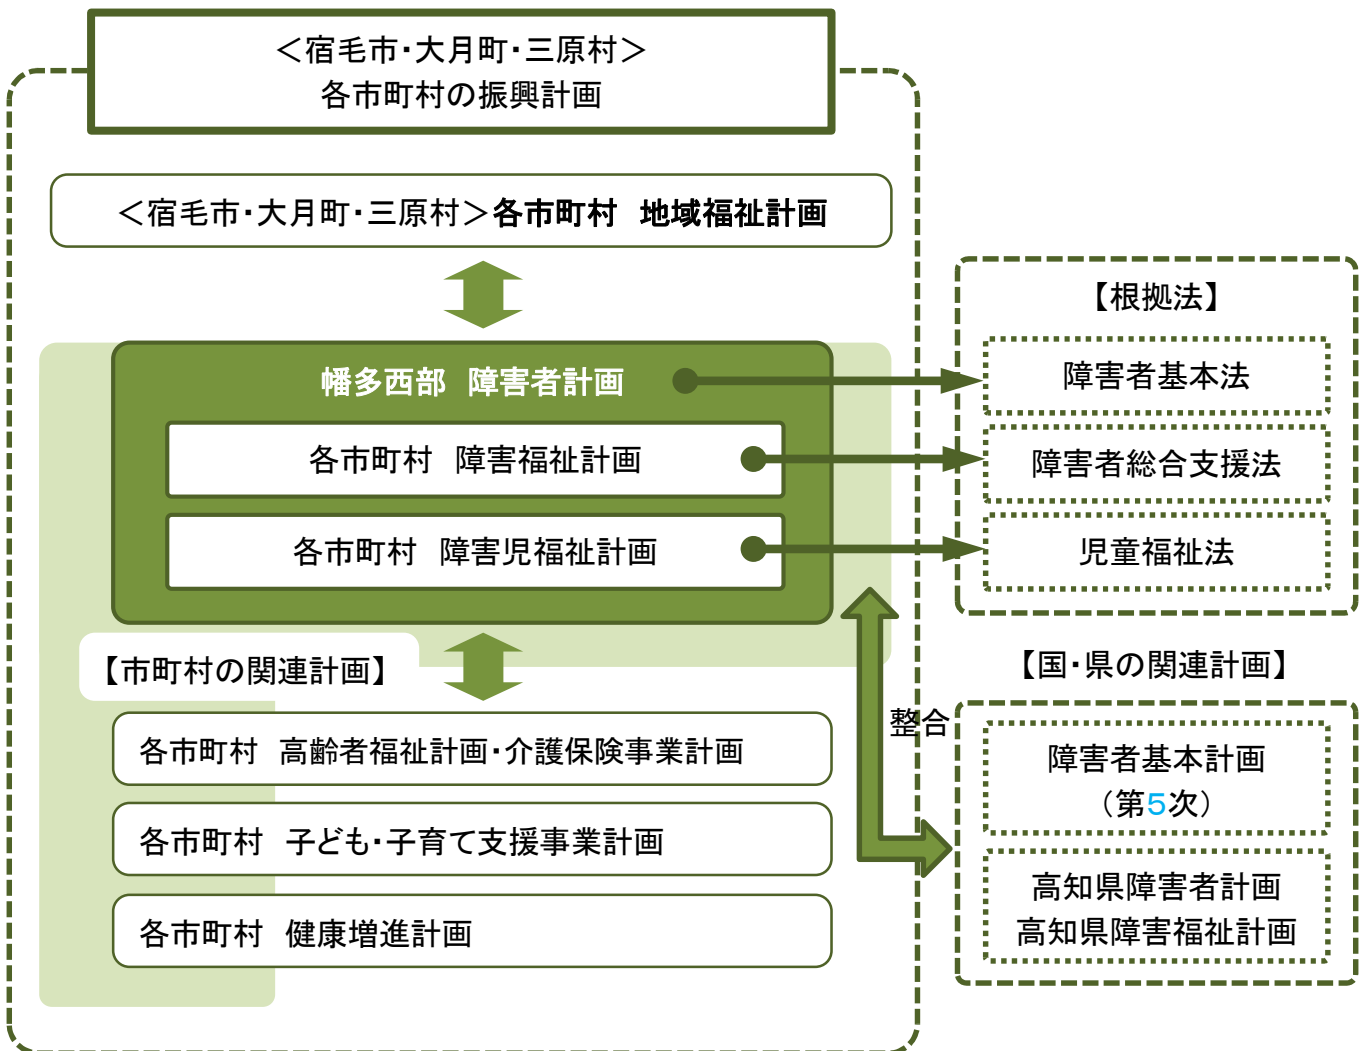 ＜宿毛市・大月町・三原村＞
各市町村の振興計画
＜宿毛市・大月町・三原村＞各市町村　地域福祉計画
幡多西部　障害者計画
各市町村　障害福祉計画
各市町村　障害児福祉計画
【根拠法】
障害者基本法
障害者総合支援法
児童福祉法
【市町村の関連計画】
各市町村　高齢者福祉計画・介護保険事業計画
各市町村　子ども・子育て支援事業計画
各市町村　健康増進計画
整合
【国・県の関連計画】
障害者基本計画
（第５次）
高知県障害者計画
高知県障害福祉計画